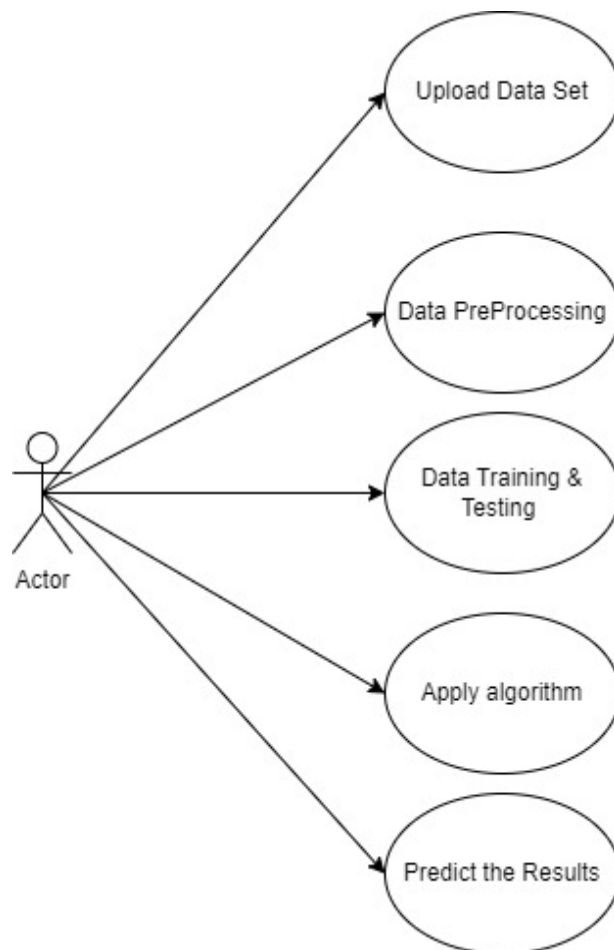 Upload Data Set
Data PreProcessing
Data Training &
Testing
Actor
Apply algorithm
Predict the Results